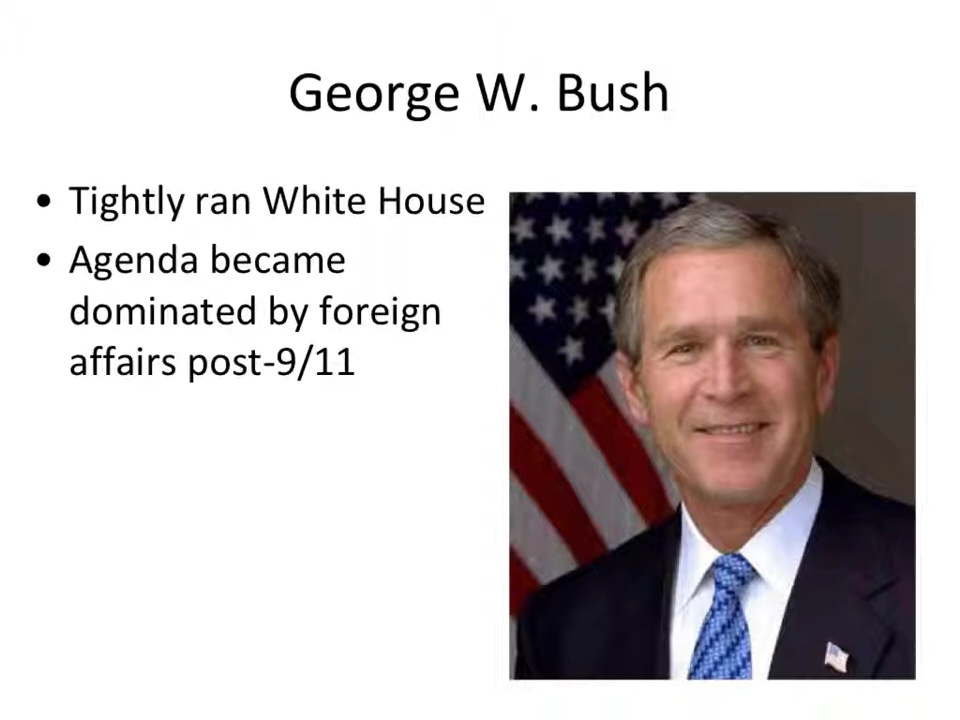 George W. Bush
• Tightly ran White House
• Agenda became
dominated by foreign
affairs post-9/11